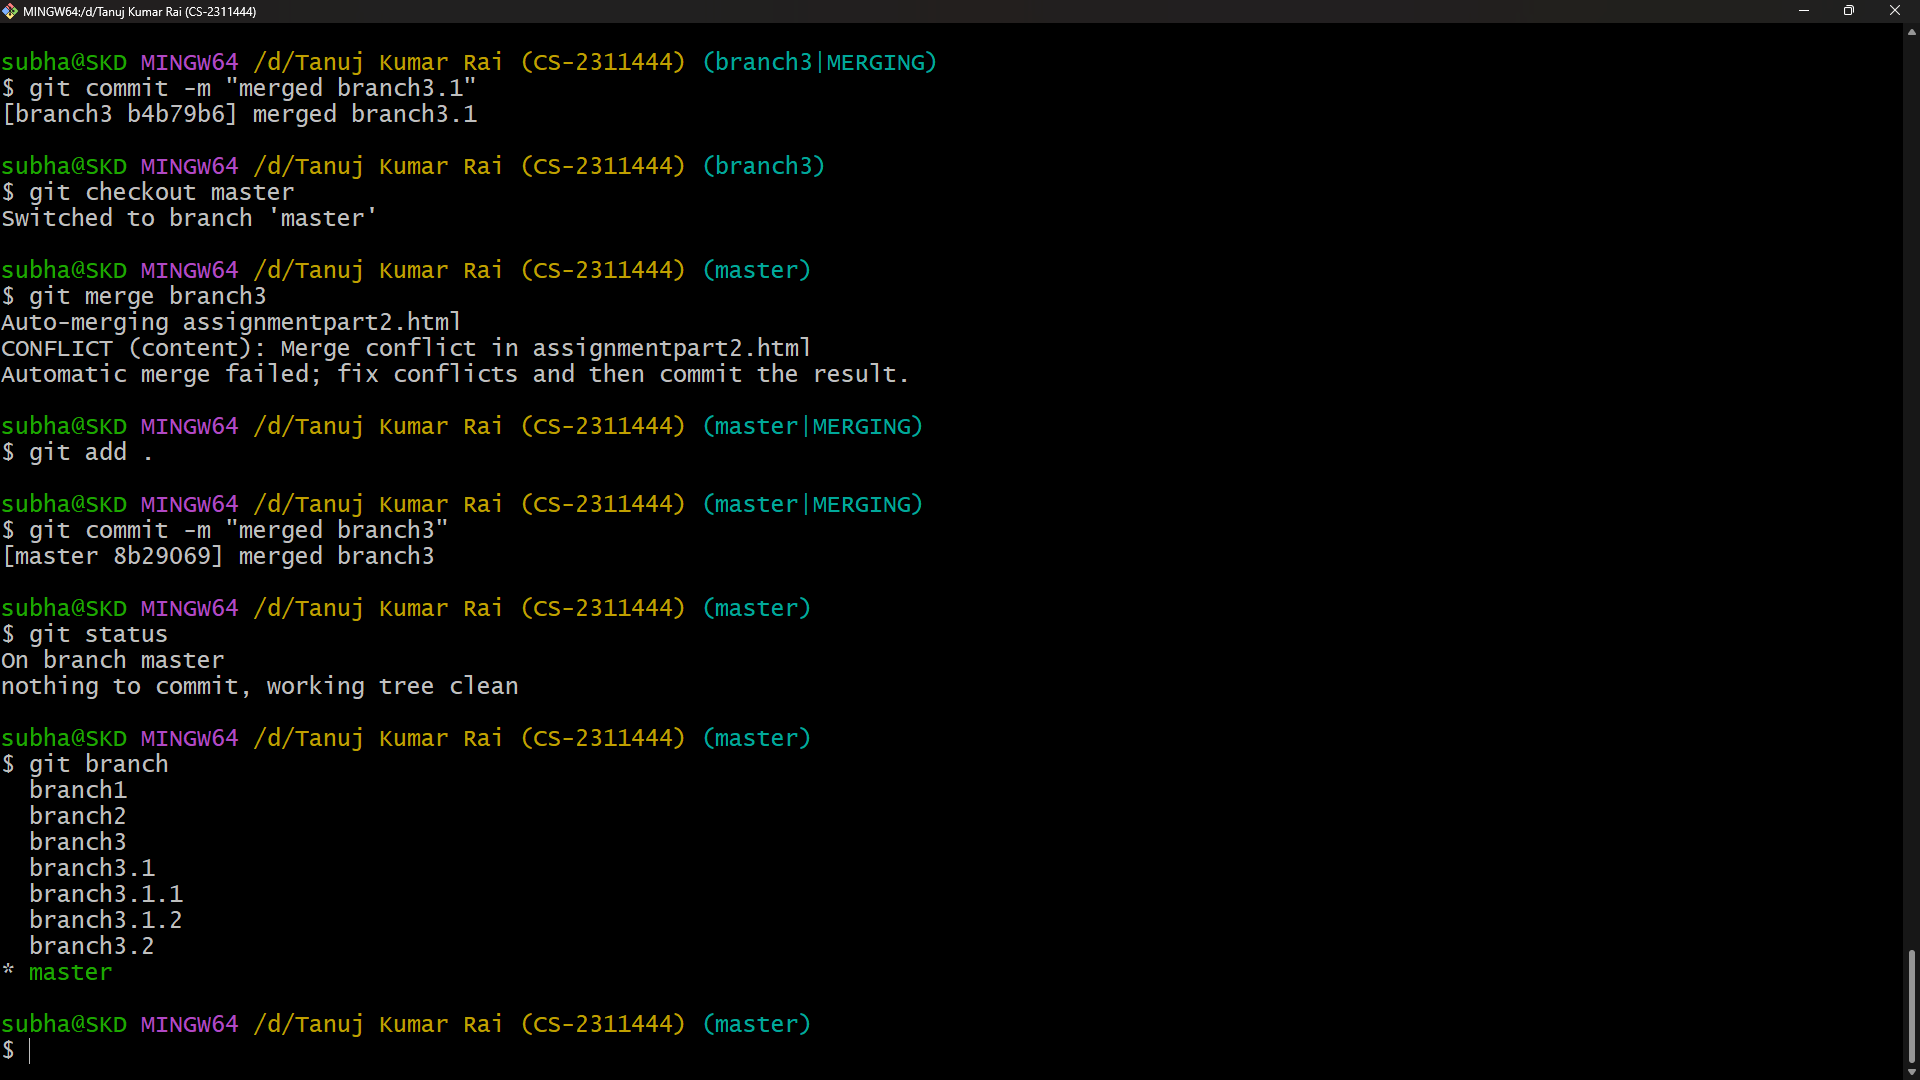 MINGW64:/d/Tanuj Kumar Rai (CS-2311444)
subha@SKD MINGW64 /d/Tanuj Kumar Rai (CS-2311444) (branch3|MERGING)
$ git commit -m "merged branch3.1"
[branch3 b4b79b6] merged branch3.1
subha@SKD MINGW64 /d/Tanuj Kumar Rai (CS-2311444) (branch3)
$ git checkout master
Switched to branch 'master'
subha@SKD MINGW64 /d/Tanuj Kumar Rai (CS-2311444) (master)
$ git merge branch3
Auto-merging assignmentpart2.html
CONFLICT (content): Merge conflict in assignmentpart2.html
Automatic merge failed; fix conflicts and then commit the result.
subha@SKD MINGW64 /d/Tanuj Kumar Rai (CS-2311444) (master|MERGING)
$ git add .
subha@SKD MINGW64 /d/Tanuj Kumar Rai (CS-2311444) (master|MERGING)
$ git commit -m "merged branch3"
[master 8b29069] merged branch3
subha@SKD MINGW64 /d/Tanuj Kumar Rai (CS-2311444) (master)
$ git status
On branch master
nothing to commit, working tree clean
subha@SKD MINGW64 /d/Tanuj Kumar Rai (CS-2311444) (master)
$ git branch
branch1
branch2
branch3
branch3.1
branch3.1.1
branch3.1.2
branch3.2
* master
subha@SKD MINGW64 /d/Tanuj Kumar Rai (CS-2311444) (master)
$